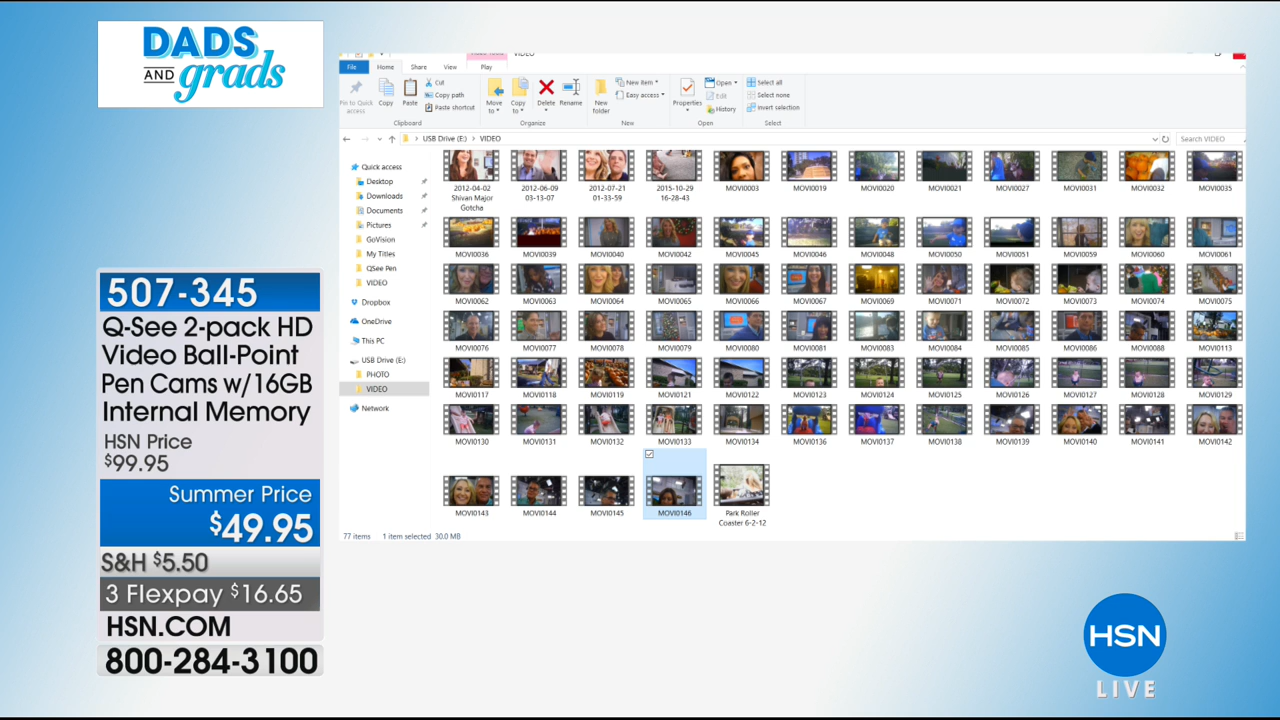 DADS
AND grads
507-345
Q-See 2-pack HD
Video Ball-Point
Pen Cams w/16GB
Internal Memory
HSN Price
$99.95
Summer Price
$49.95
S&H $5.50
3 Flexpay $16.65
HSN.COM
800-284-3100
VIDEO
File Home Share View Play
Pin to Quick access
Copy
Paste
Cut
Copy path
Paste shortcut
Move to
Copy to
Delete
Rename
New folder
New item
Easy access
Properties
Open
Edit
History
Select all
Select none
Invert selection
Clipboard Organize New Open Select
USB Drive (E:) > VIDEO
Search VIDEO
Quick access
Desktop
Downloads
Documents
Pictures
GoVision
My Titles
QSee Pen
VIDEO
Dropbox
OneDrive
This PC
USB Drive (E:)
PHOTO
VIDEO
Network
2012-04-02 Shivan Major Gotcha
2012-06-09 03-13-07
2012-07-21 01-33-59
2015-10-29 16-28-43
MOVI0003 MOVI0019 MOVI0020 MOVI0021 MOVI0027 MOVI0031 MOVI0032 MOVI0035
MOVI0036 MOVI0039 MOVI0040 MOVI0042 MOVI0045 MOVI0046 MOVI0048 MOVI0050 MOVI0051 MOVI0059 MOVI0060 MOVI0061
MOVI0062 MOVI0063 MOVI0064 MOVI0065 MOVI0066 MOVI0067 MOVI0069 MOVI0071 MOVI0072 MOVI0073 MOVI0074 MOVI0075
MOVI0076 MOVI0077 MOVI0078 MOVI0079 MOVI0080 MOVI0081 MOVI0083 MOVI0084 MOVI0085 MOVI0086 MOVI0088 MOVI0113
MOVI0117 MOVI0118 MOVI0119 MOVI0121 MOVI0122 MOVI0123 MOVI0124 MOVI0125 MOVI0126 MOVI0127 MOVI0128 MOVI0129
MOVI0130 MOVI0131 MOVI0132 MOVI0133 MOVI0134 MOVI0136 MOVI0137 MOVI0138 MOVI0139 MOVI0140 MOVI0141 MOVI0142
MOVI0143 MOVI0144 MOVI0145 MOVI0146
Park Roller Coaster 6-2-12
77 items 1 item selected 30.0 MB
HSN
LIVE